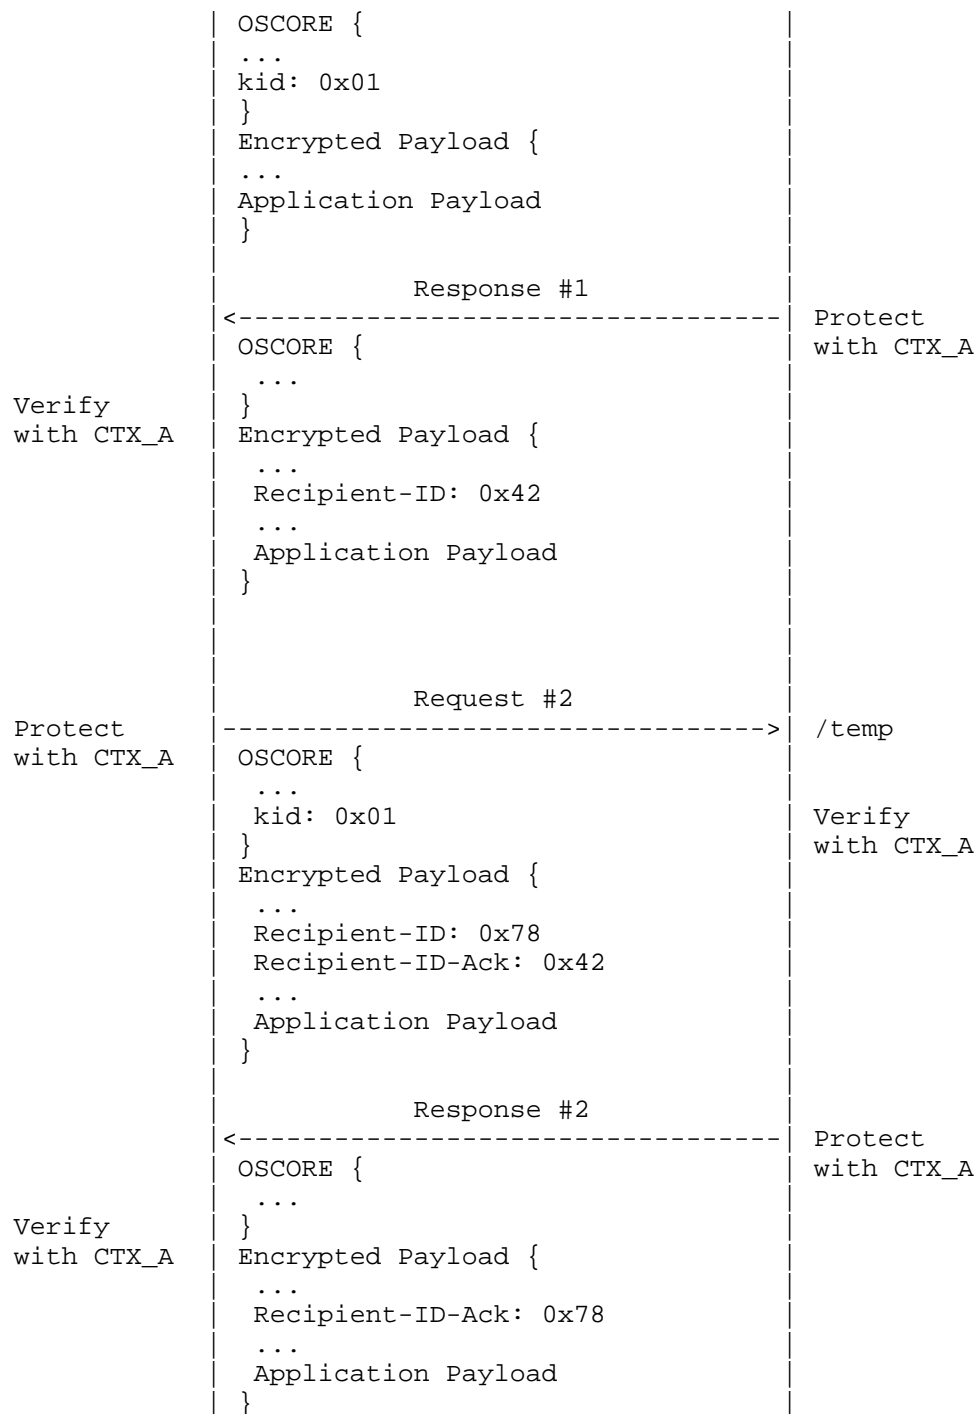 | OSCORE { |
| ... |
| kid: 0x01 |
| } |
| Encrypted Payload { |
| ... |
| Application Payload |
| } |
| |
| Response #1 |
|<----------------------------------| Protect
| OSCORE { | with CTX_A
| ... |
Verify | } |
with CTX_A | Encrypted Payload { |
| ... |
| Recipient-ID: 0x42 |
| ... |
| Application Payload |
| } |
| |
| |
| |
| Request #2 |
Protect |---------------------------------->| /temp
with CTX_A | OSCORE { |
| ... |
| kid: 0x01 | Verify
| } | with CTX_A
| Encrypted Payload { |
| ... |
| Recipient-ID: 0x78 |
| Recipient-ID-Ack: 0x42 |
| ... |
| Application Payload |
| } |
| |
| Response #2 |
|<----------------------------------| Protect
| OSCORE { | with CTX_A
| ... |
Verify | } |
with CTX_A | Encrypted Payload { |
| ... |
| Recipient-ID-Ack: 0x78 |
| ... |
| Application Payload |
| } |